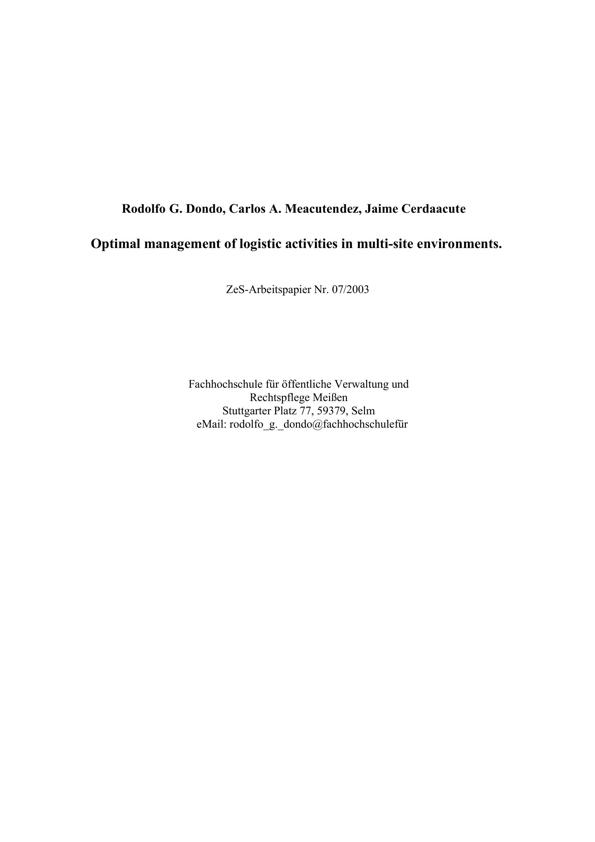 Rodolfo G. Dondo, Carlos A. Meacutendez, Jaime Cerdaacute
Optimal management of logistic activities in multi-site environments.
ZeS-Arbeitspapier Nr. 07/2003
Fachhochschule für öffentliche Verwaltung und
Rechtspflege Meißen
Stuttgarter Platz 77, 59379, Selm
eMail: rodolfo_g._dondo@fachhochschulefür